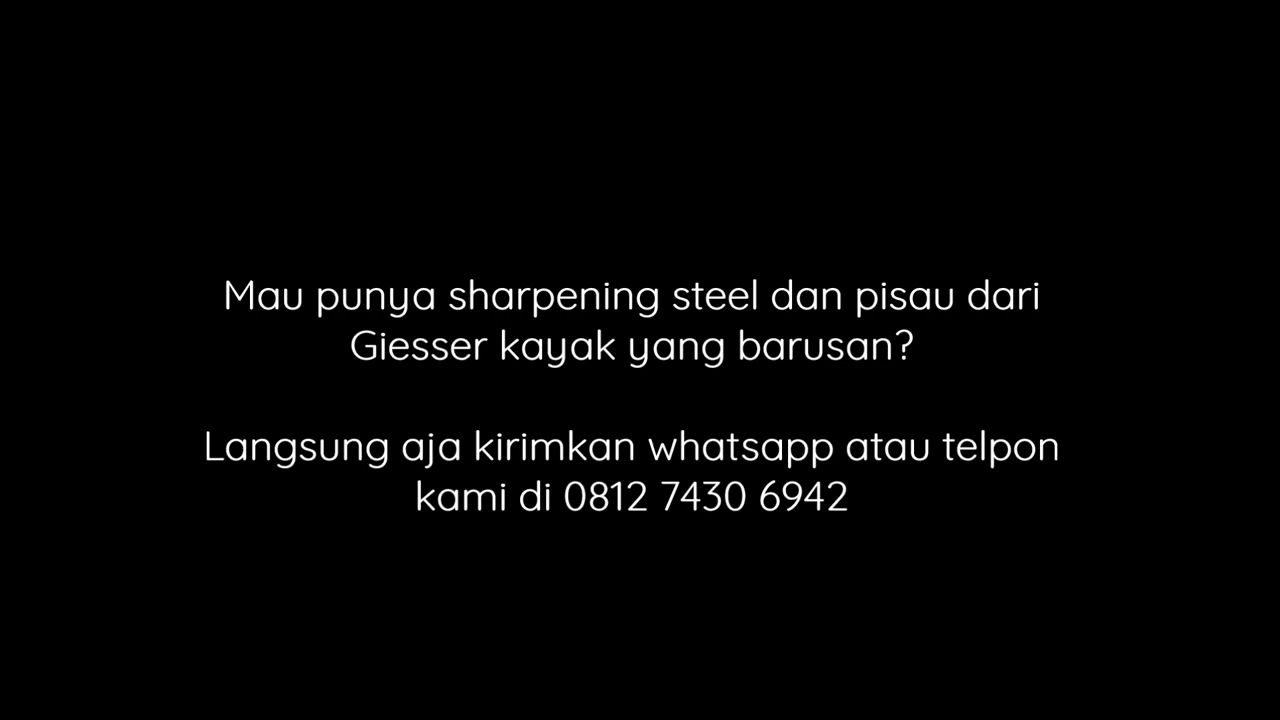 Mau punya sharpening steel dan pisau dari
Giesser kayak yang barusan?
Langsung aja kirimkan whatsapp atau telpon
kami di 0812 7430 6942